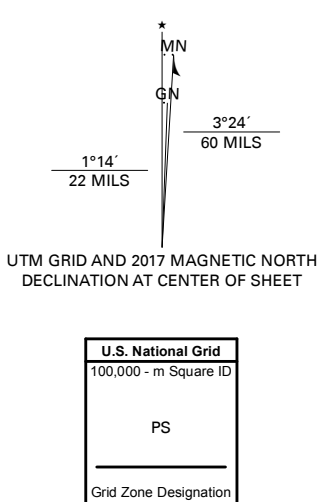 ★
MN
GN
3°24´
60 MILS
1°14´
22 MILS
UTM GRID AND 2017 MAGNETIC NORTH
DECLINATION AT CENTER OF SHEET
U.S. National Grid
100,000 - m Square ID
PS
Grid Zone Designation